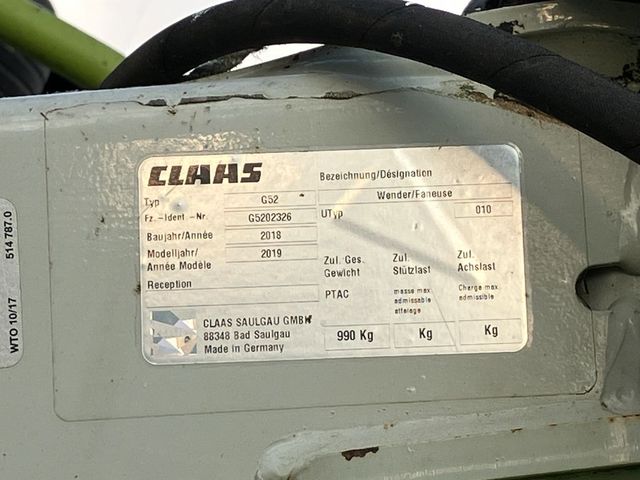 CLAAS
Bezeichnung/Désignation
Wender/Faneuse
Typ G52
Fz.-Ident.-Nr. G5202326
UTyp 010
Baujahr/Année 2018
Modelljahr/
Année Modèle 2019
Reception
Zul. Ges.
Gewicht
PTAC
990 Kg
Zul.
Stützlast
masse max
admissible
attelage
Kg
Zul.
Achslast
Charge max
admissible
Kg
CLAAS SAULGAU GMBH
88348 Bad Saulgau
Made in Germany
WTO 10/17 514 787.0